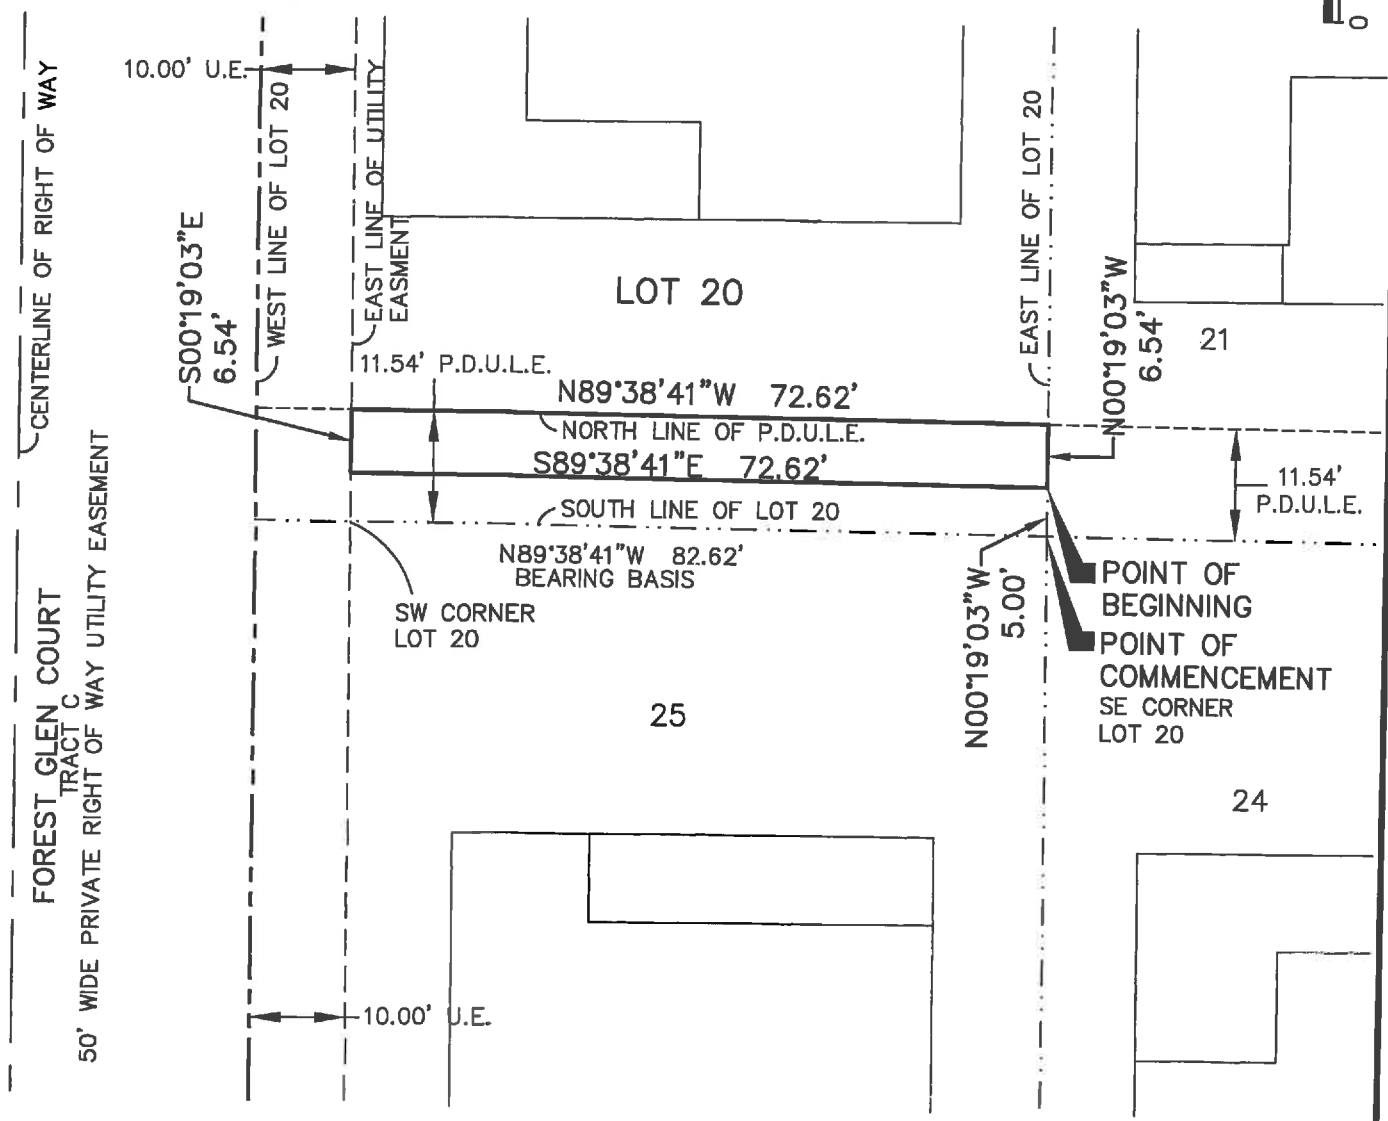 0
10.00' U.E.
CENTERLINE OF RIGHT OF WAY
WEST LINE OF LOT 20
EAST LINE OF UTILITY
EASMENT
EAST LINE OF LOT 20
S00°19'03"E
6.54'
LOT 20
N00°19'03"W
6.54'
21
11.54' P.D.U.L.E.
N89°38'41"W 72.62'
NORTH LINE OF P.D.U.L.E.
S89°38'41"E 72.62'
11.54'
P.D.U.L.E.
SOUTH LINE OF LOT 20
N89°38'41"W 82.62'
BEARING BASIS
SW CORNER
LOT 20
N00°19'03"W
5.00'
POINT OF
BEGINNING
POINT OF
COMMENCEMENT
SE CORNER
LOT 20
FOREST GLEN COURT
TRACT C
50' WIDE PRIVATE RIGHT OF WAY UTILITY EASEMENT
25
24
10.00' U.E.